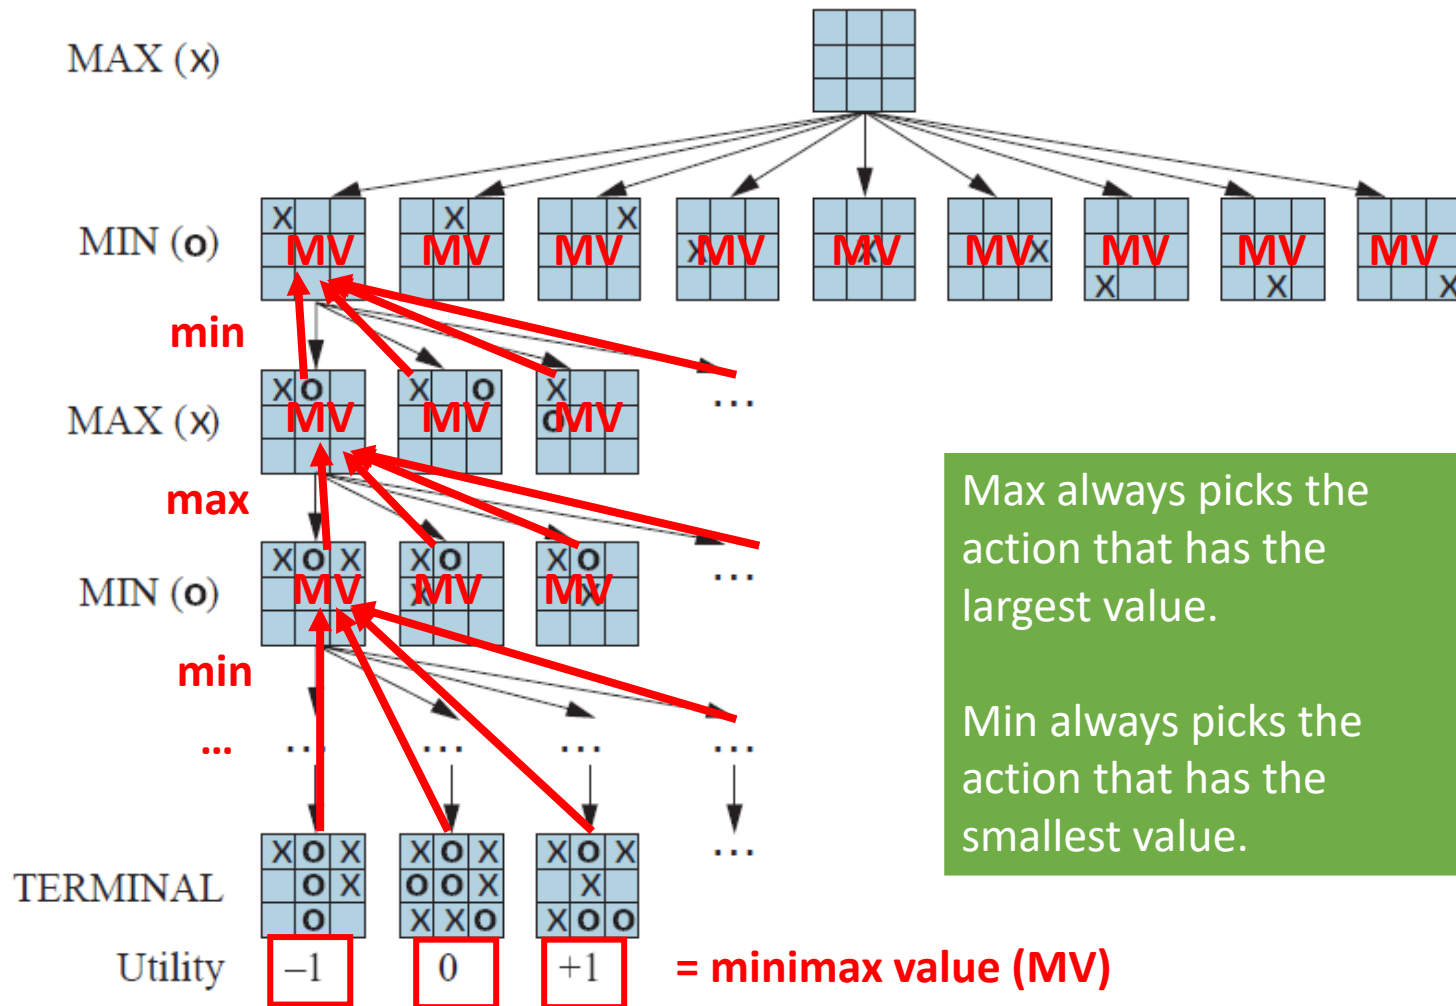 MAX (X)
MIN (O)
X X X X X X X X X
MV MV MV MV MV MV MV MV MV
min
MAX (X)
X O X O X
O
MV MV MV
...
max
MIN (O)
X O X X O X O
X X
MV MV MV
...
min
... ... ... ... ...
TERMINAL
X O X X O X X O X
O X O O X X
O X X O X O O
...
Utility –1 0 +1 = minimax value (MV)
Max always picks the
action that has the
largest value.
Min always picks the
action that has the
smallest value.